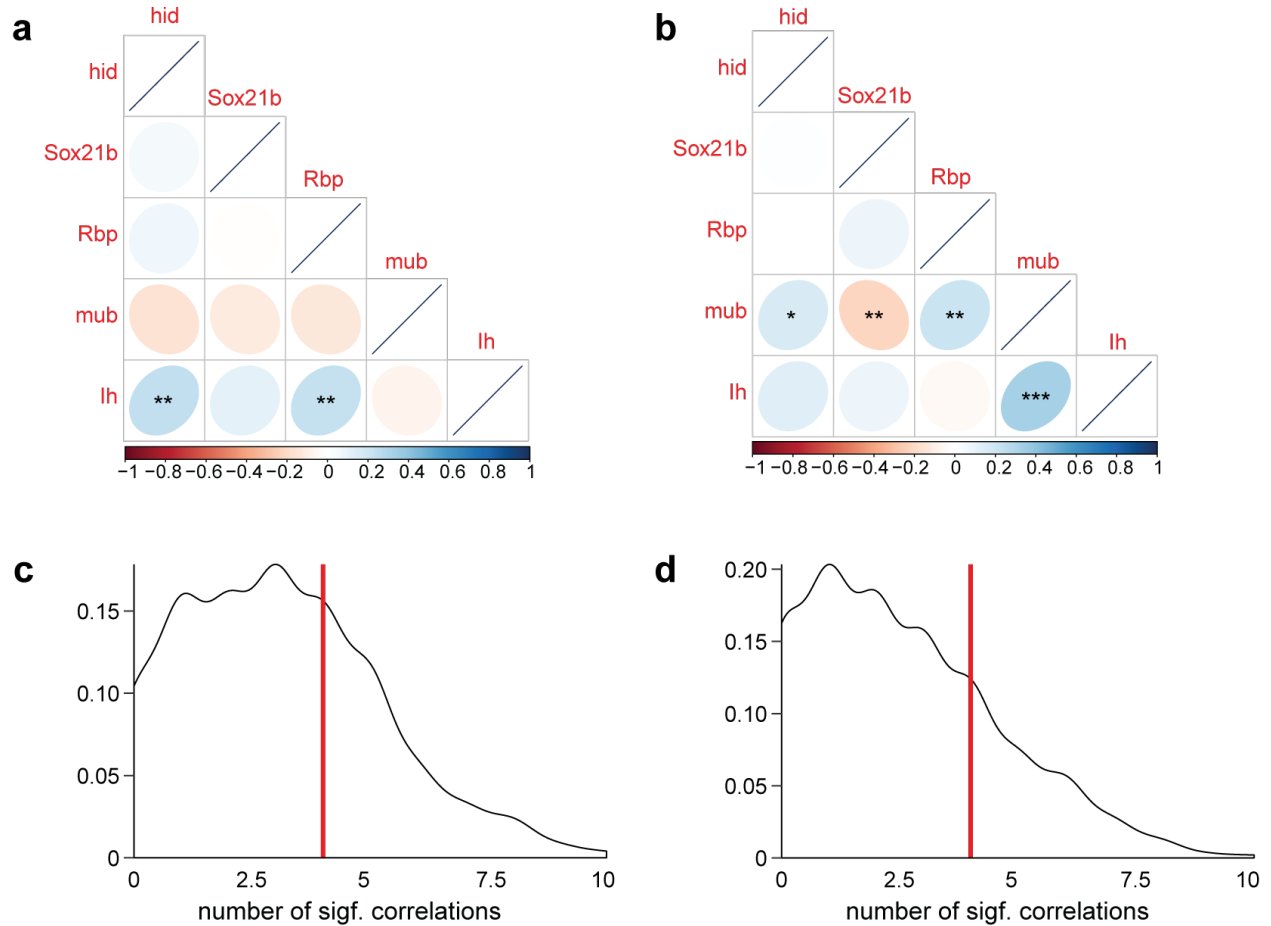 a
hid
hid
Sox21b
Sox21b
Rbp
Rbp
mub
mub
Ih
Ih
**
**
−1 −0.8 −0.6 −0.4 −0.2 0 0.2 0.4 0.6 0.8 1
b
hid
hid
Sox21b
Sox21b
Rbp
Rbp
mub
mub
* ** **
Ih
Ih
***
−1 −0.8 −0.6 −0.4 −0.2 0 0.2 0.4 0.6 0.8 1
c
0.15
0.10
0.05
0
0 2.5 5 7.5 10
number of sigf. correlations
d
0.20
0.15
0.10
0.05
0
0 2.5 5 7.5 10
number of sigf. correlations